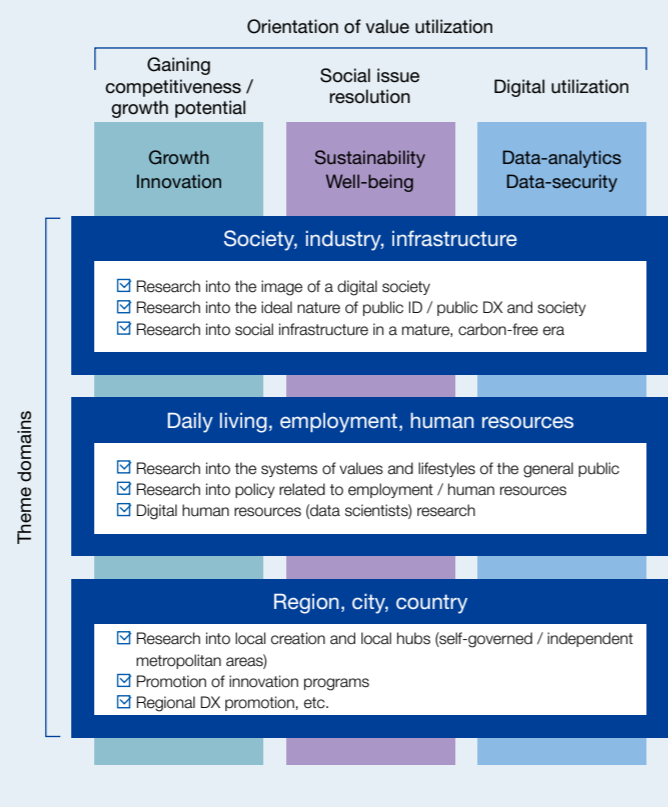 Orientation of value utilization
Gaining
competitiveness /
growth potential
Social issue
resolution
Digital utilization
Growth
Innovation
Sustainability
Well-being
Data-analytics
Data-security
Theme domains
Society, industry, infrastructure
Research into the image of a digital society
Research into the ideal nature of public ID / public DX and society
Research into social infrastructure in a mature, carbon-free era
Daily living, employment, human resources
Research into the systems of values and lifestyles of the general public
Research into policy related to employment / human resources
Digital human resources (data scientists) research
Region, city, country
Research into local creation and local hubs (self-governed / independent
metropolitan areas)
Promotion of innovation programs
Regional DX promotion, etc.